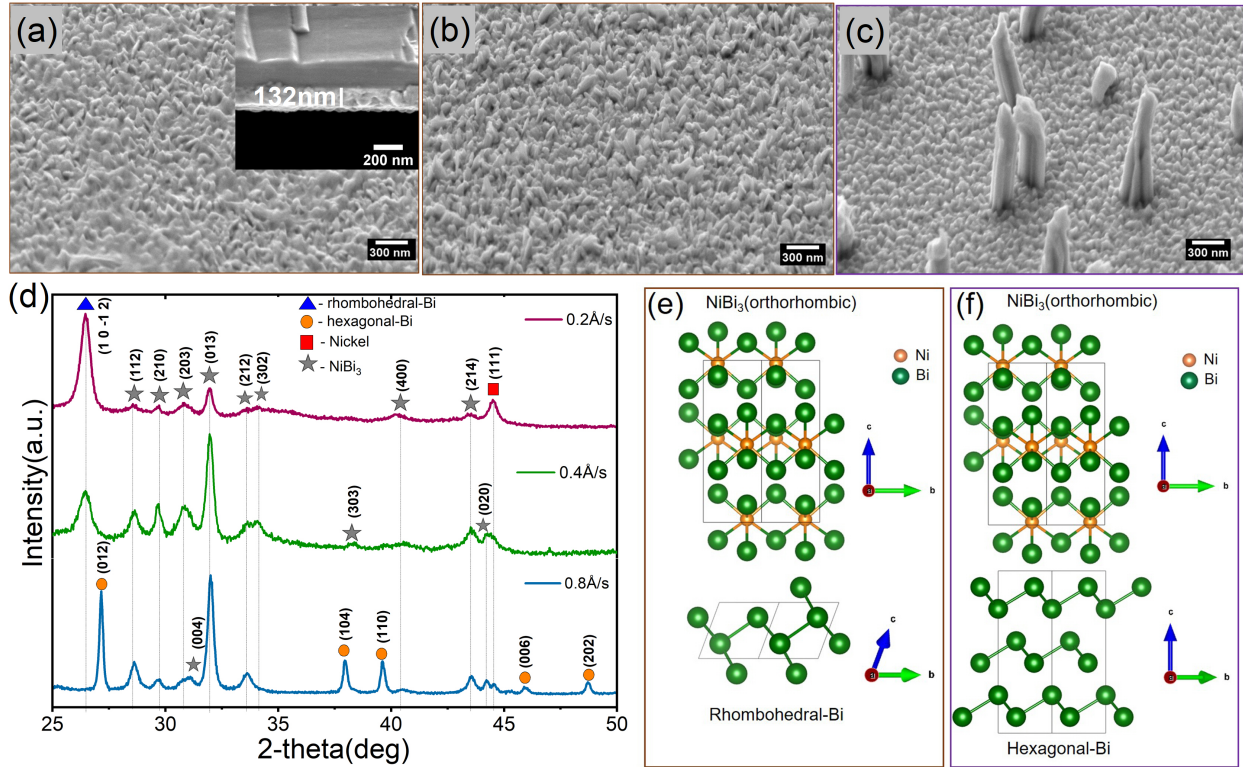 (a)
132nm
200 nm
300 nm
(b)
300 nm
(c)
300 nm
(d)
- rhombohedral-Bi
- hexagonal-Bi
- Nickel
- NiBi3
0.2Å/s
(1 0 -1 2)
(112)
(210)
(203)
(013)
(212)
(302)
(400)
(214)
(111)
0.4Å/s
(303)
(020)
0.8Å/s
(012)
(004)
(104)
(110)
(006)
(202)
Intensity(a.u.)
25 30 35 40 45 50
2-theta(deg)
(e)
NiBi3(orthorhombic)
Ni
Bi
c
a
b
c
a
b
Rhombohedral-Bi
(f)
NiBi3(orthorhombic)
Ni
Bi
c
a
b
c
a
b
Hexagonal-Bi